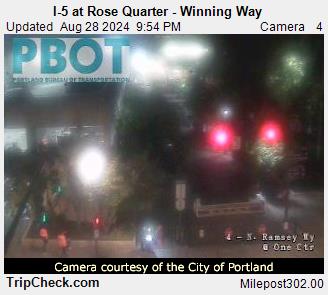 I-5 at Rose Quarter - Winning Way
Updated Aug 28 2024 9:54 PM Camera 4
PBOT
PORTLAND BUREAU OF TRANSPORTATION
4 - N. Ramsey Wy
@ One Ctr
Camera courtesy of the City of Portland
TripCheck.com Milepost302.00